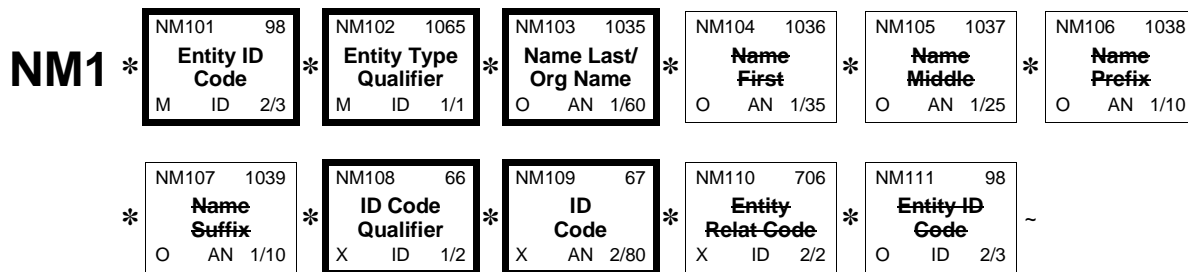 NM101 98 NM102 1065 NM103 1035 NM104 1036 NM105 1037 NM106 1038
NM1 * Entity ID Code * Entity Type Qualifier * Name Last/ Org Name * Name First * Name Middle * Name Prefix
M ID 2/3 M ID 1/1 O AN 1/60 O AN 1/35 O AN 1/25 O AN 1/10
NM107 1039 NM108 66 NM109 67 NM110 706 NM111 98
* Name Suffix * ID Code Qualifier * ID Code * Entity Relat Code * Entity ID Code ~
O AN 1/10 X ID 1/2 X AN 2/80 X ID 2/2 O ID 2/3